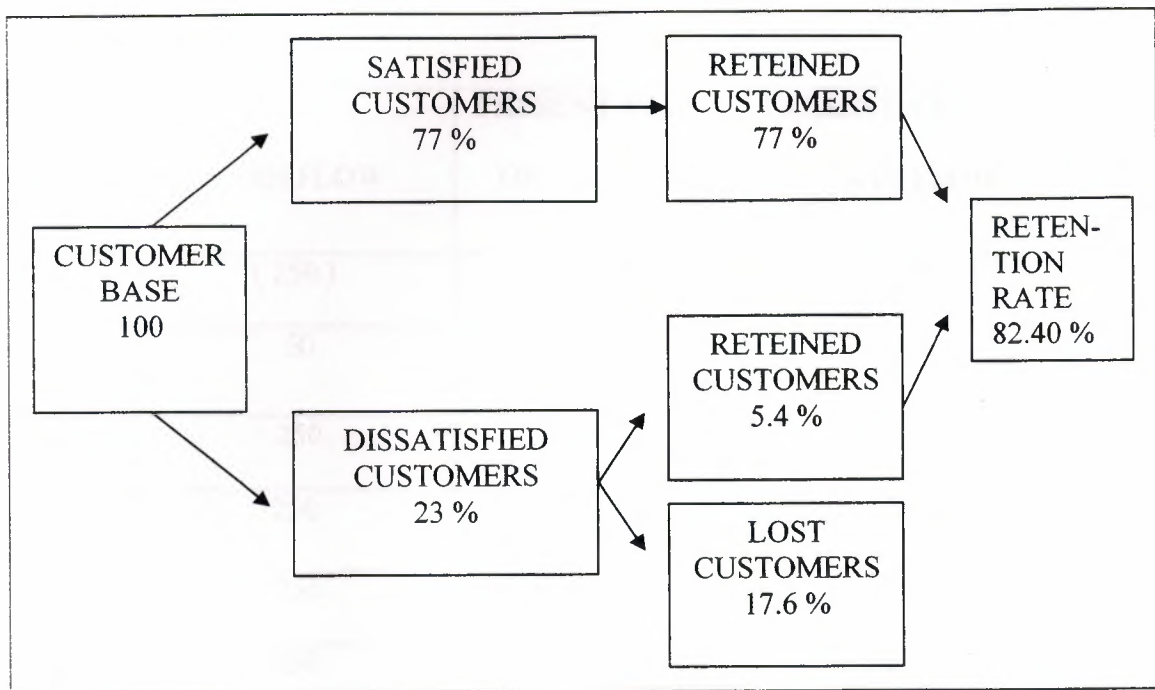 SATISFIED
CUSTOMERS
77 %
RETEINED
CUSTOMERS
77 %
CUSTOMER
BASE
100
RETEN-
TION
RATE
82.40 %
RETEINED
CUSTOMERS
5.4 %
DISSATISFIED
CUSTOMERS
23 %
LOST
CUSTOMERS
17.6 %